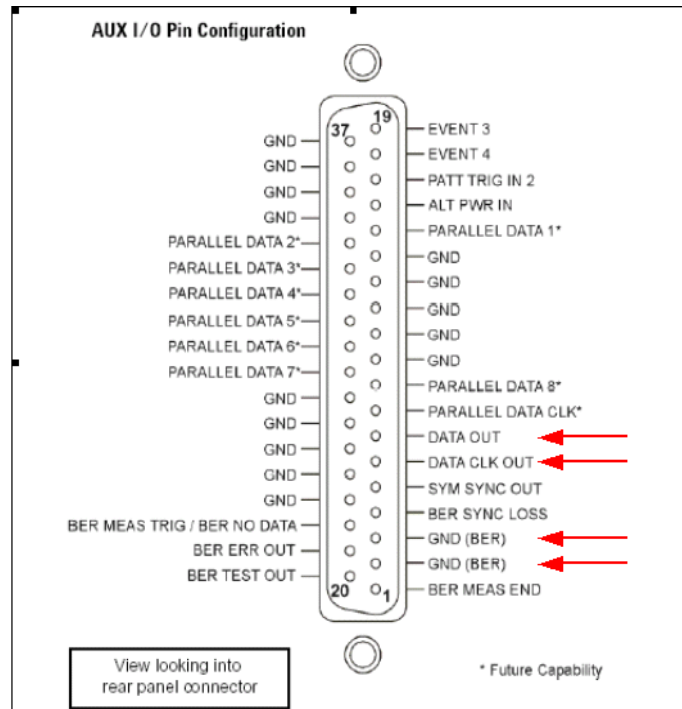 AUX I/O Pin Configuration
37
19
GND
GND
GND
GND
PARALLEL DATA 2*
PARALLEL DATA 3*
PARALLEL DATA 4*
PARALLEL DATA 5*
PARALLEL DATA 6*
PARALLEL DATA 7*
GND
GND
GND
GND
GND
BER MEAS TRIG / BER NO DATA
BER ERR OUT
BER TEST OUT
EVENT 3
EVENT 4
PATT TRIG IN 2
ALT PWR IN
PARALLEL DATA 1*
GND
GND
GND
GND
GND
PARALLEL DATA 8*
PARALLEL DATA CLK*
DATA OUT
DATA CLK OUT
SYM SYNC OUT
BER SYNC LOSS
GND (BER)
GND (BER)
BER MEAS END
20
1
View looking into
rear panel connector
* Future Capability